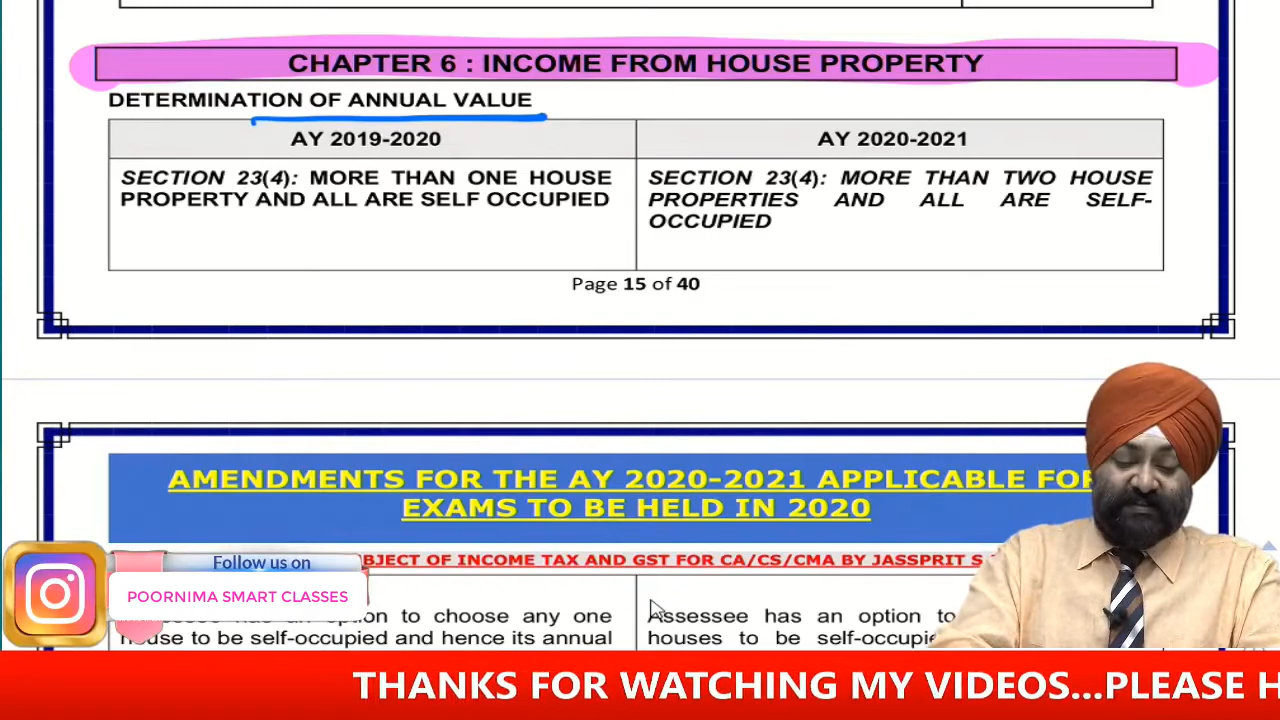 CHAPTER 6 : INCOME FROM HOUSE PROPERTY
DETERMINATION OF ANNUAL VALUE
AY 2019-2020
AY 2020-2021
SECTION 23(4): MORE THAN ONE HOUSE
PROPERTY AND ALL ARE SELF OCCUPIED
SECTION 23(4): MORE THAN TWO HOUSE
PROPERTIES AND ALL ARE SELF-
OCCUPIED
Page 15 of 40
AMENDMENTS FOR THE AY 2020-2021 APPLICABLE FOR
EXAMS TO BE HELD IN 2020
OF INCOME TAX AND GST FOR CA/CS/CMA BY JASSPRIT S
Follow us on
POORNIMA SMART CLASSES
to choose any one
house to be self-occupied and hence its annual
Assessee has an option to
houses to be
THANKS FOR WATCHING MY VIDEOS...PLEASE